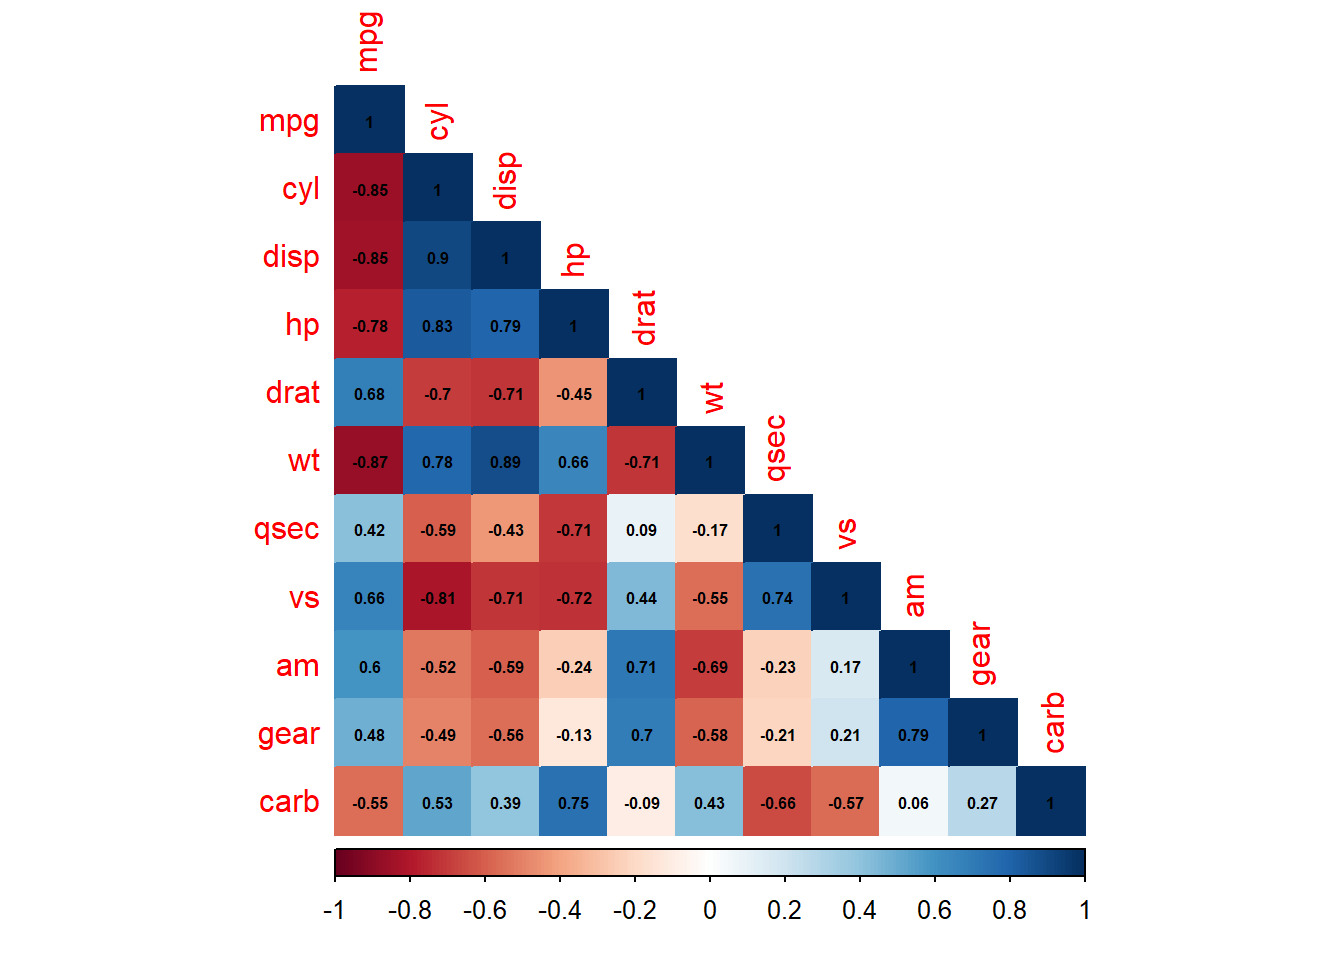 mpg
mpg 1 cyl
cyl -0.85 1 disp
disp -0.85 0.9 1 hp
hp -0.78 0.83 0.79 1 drat
drat 0.68 -0.7 -0.71 -0.45 1 wt
wt -0.87 0.78 0.89 0.66 -0.71 1 qsec
qsec 0.42 -0.59 -0.43 -0.71 0.09 -0.17 1 vs
vs 0.66 -0.81 -0.71 -0.72 0.44 -0.55 0.74 1 am
am 0.6 -0.52 -0.59 -0.24 0.71 -0.69 -0.23 0.17 1 gear
gear 0.48 -0.49 -0.56 -0.13 0.7 -0.58 -0.21 0.21 0.79 1 carb
carb -0.55 0.53 0.39 0.75 -0.09 0.43 -0.66 -0.57 0.06 0.27 1
-1 -0.8 -0.6 -0.4 -0.2 0 0.2 0.4 0.6 0.8 1